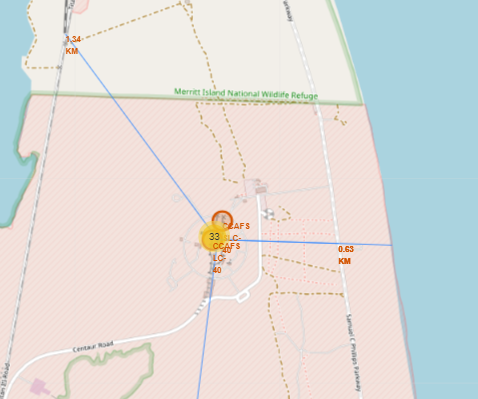 1.34
KM
Merritt Island National Wildlife Refuge
CCAFS
LC-
40
33
CCAFS
LC-
40
0.63
KM
Centaur Road
Samuel C Phillips Parkway